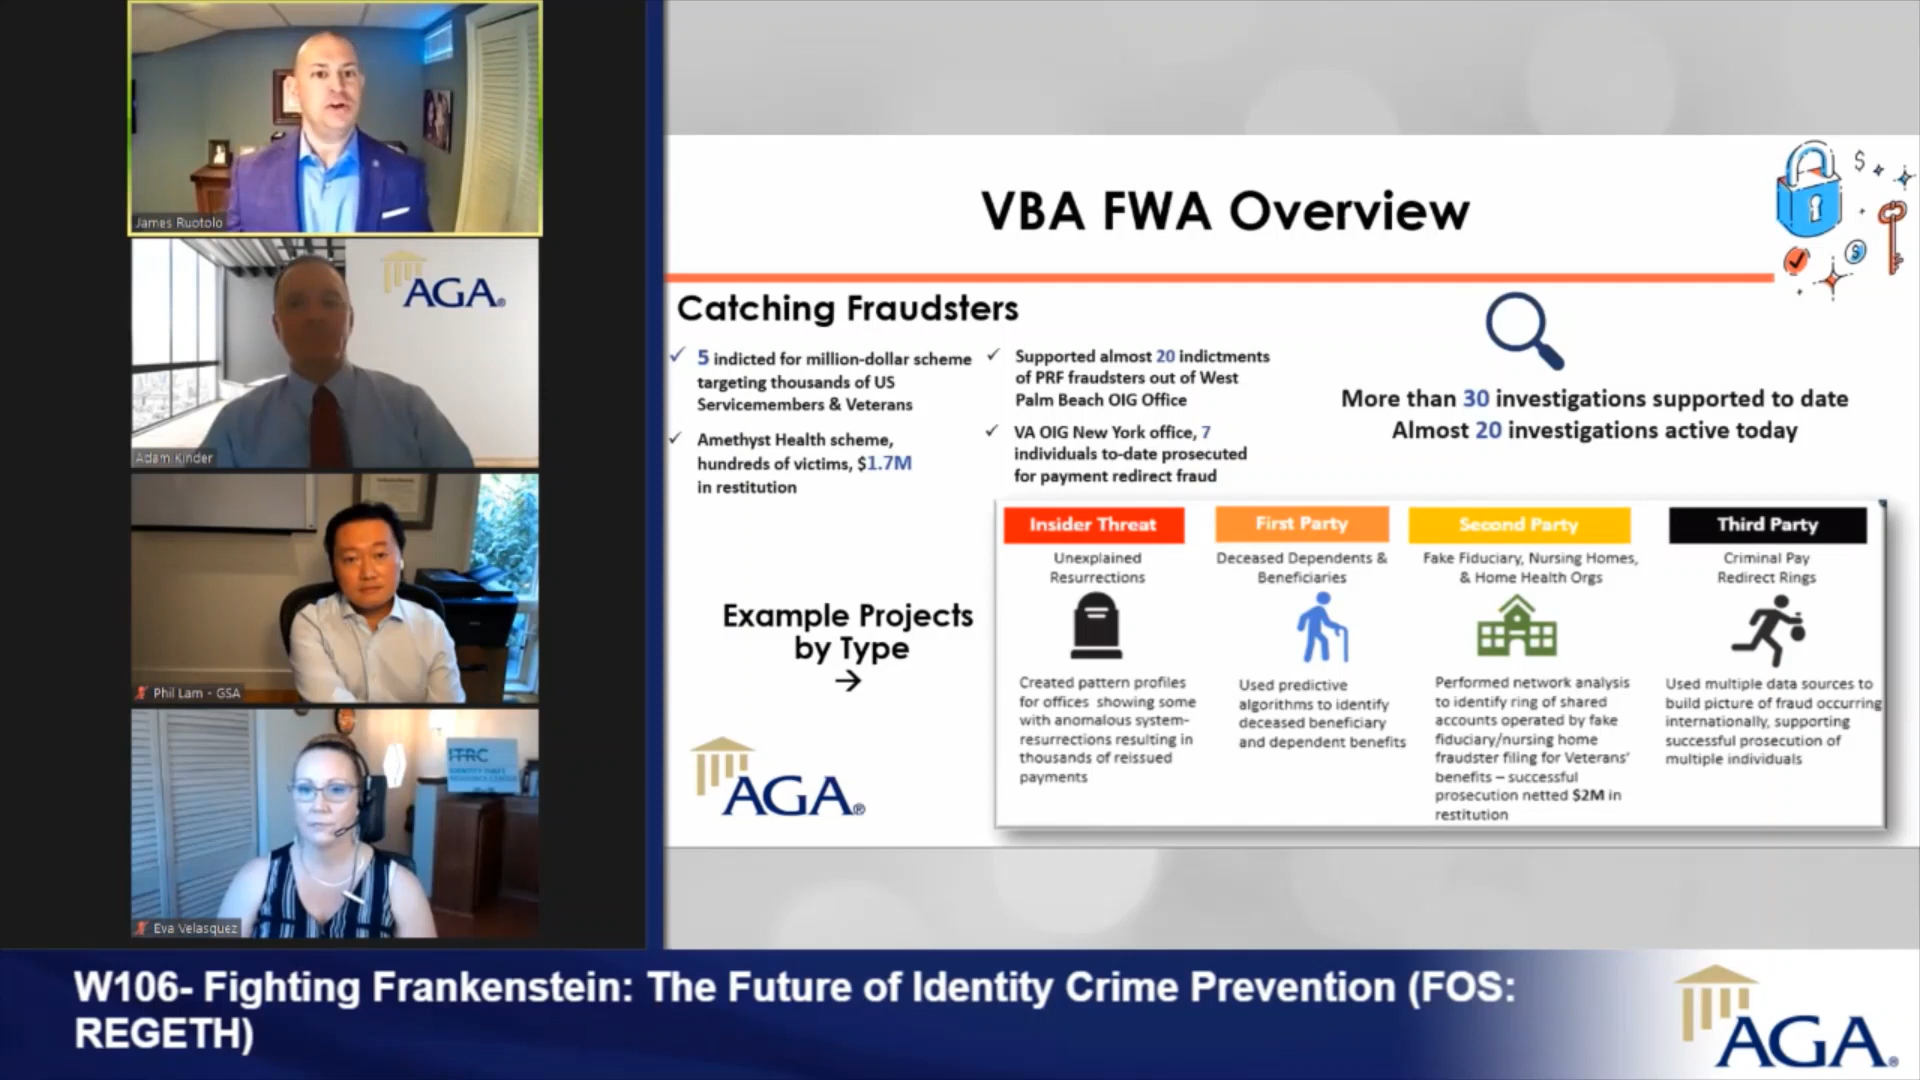 James Ruotolo
AGA®
Adam Kinder
Phil Lam - GSA
ITRC
IDENTITY THEFT
RESOURCE CENTER
Eva Velasquez
VBA FWA Overview
Catching Fraudsters
✓ 5 indicted for million-dollar scheme
targeting thousands of US
Servicemembers & Veterans
✓ Amethyst Health scheme,
hundreds of victims, $1.7M
in restitution
✓ Supported almost 20 indictments
of PRF fraudsters out of West
Palm Beach OIG Office
✓ VA OIG New York office, 7
individuals to-date prosecuted
for payment redirect fraud
More than 30 investigations supported to date
Almost 20 investigations active today
Example Projects
by Type
→
Insider Threat
Unexplained
Resurrections
Created pattern profiles
for offices showing some
with anomalous system-
resurrections resulting in
thousands of reissued
payments
First Party
Deceased Dependents &
Beneficiaries
Used predictive
algorithms to identify
deceased beneficiary
and dependent benefits
Second Party
Fake Fiduciary, Nursing Homes,
& Home Health Orgs
Performed network analysis
to identify ring of shared
accounts operated by fake
fiduciary/nursing home
fraudster filing for Veterans'
benefits – successful
prosecution netted $2M in
restitution
Third Party
Criminal Pay
Redirect Rings
Used multiple data sources to
build picture of fraud occurring
internationally, supporting
successful prosecution of
multiple individuals
AGA®
W106- Fighting Frankenstein: The Future of Identity Crime Prevention (FOS:
REGETH)
AGA®